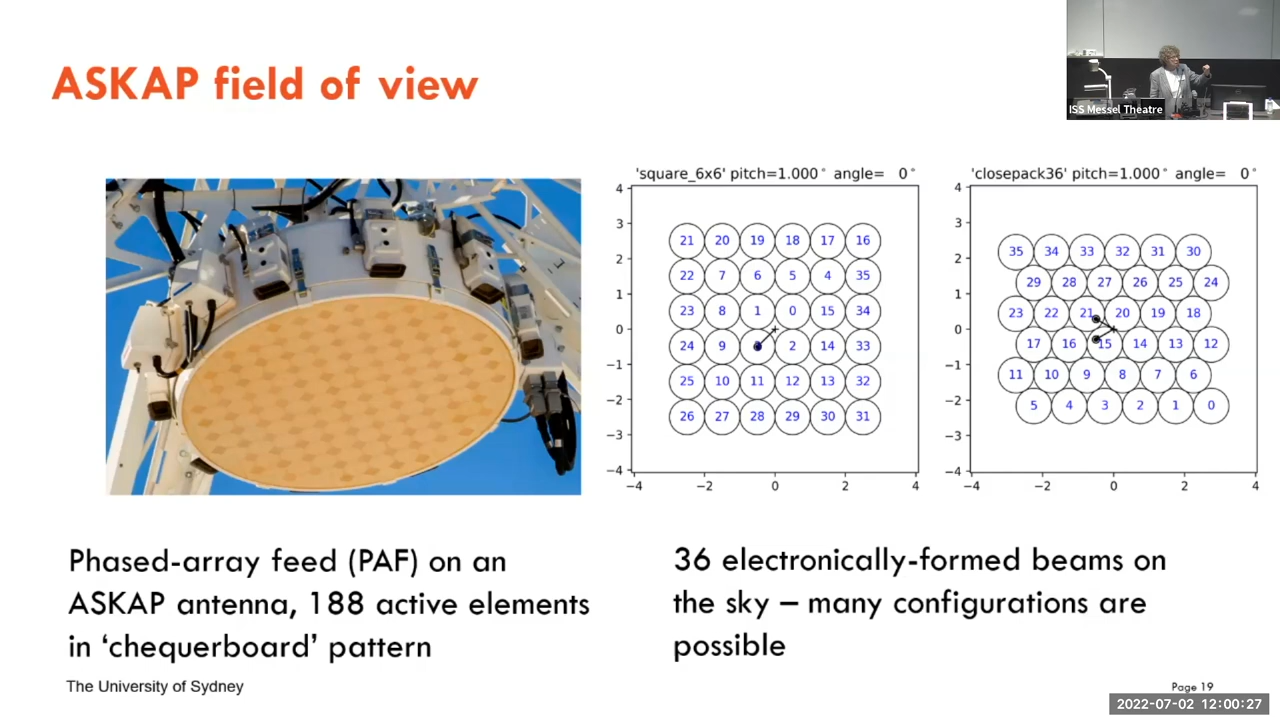 ASKAP field of view
ISS Messel Theatre
'square_6x6' pitch=1.000° angle= 0°
4
3
2
1
0
−1
−2
−3
−4
21 20 19 18 17 16
22 7 6 5 4 35
23 8 1 0 15 34
24 9 2 14 33
25 10 11 12 13 32
26 27 28 29 30 31
−4 −2 0 2 4
'closepack36' pitch=1.000° angle= 0°
4
3
2
1
0
−1
−2
−3
−4
35 34 33 32 31 30
29 28 27 26 25 24
23 22 21 20 19 18
17 16 15 14 13 12
11 10 9 8 7 6
5 4 3 2 1 0
−4 −2 0 2 4
Phased-array feed (PAF) on an
ASKAP antenna, 188 active elements
in ‘chequerboard’ pattern
36 electronically-formed beams on
the sky – many configurations are
possible
The University of Sydney
Page 19
2022-07-02 12:00:27